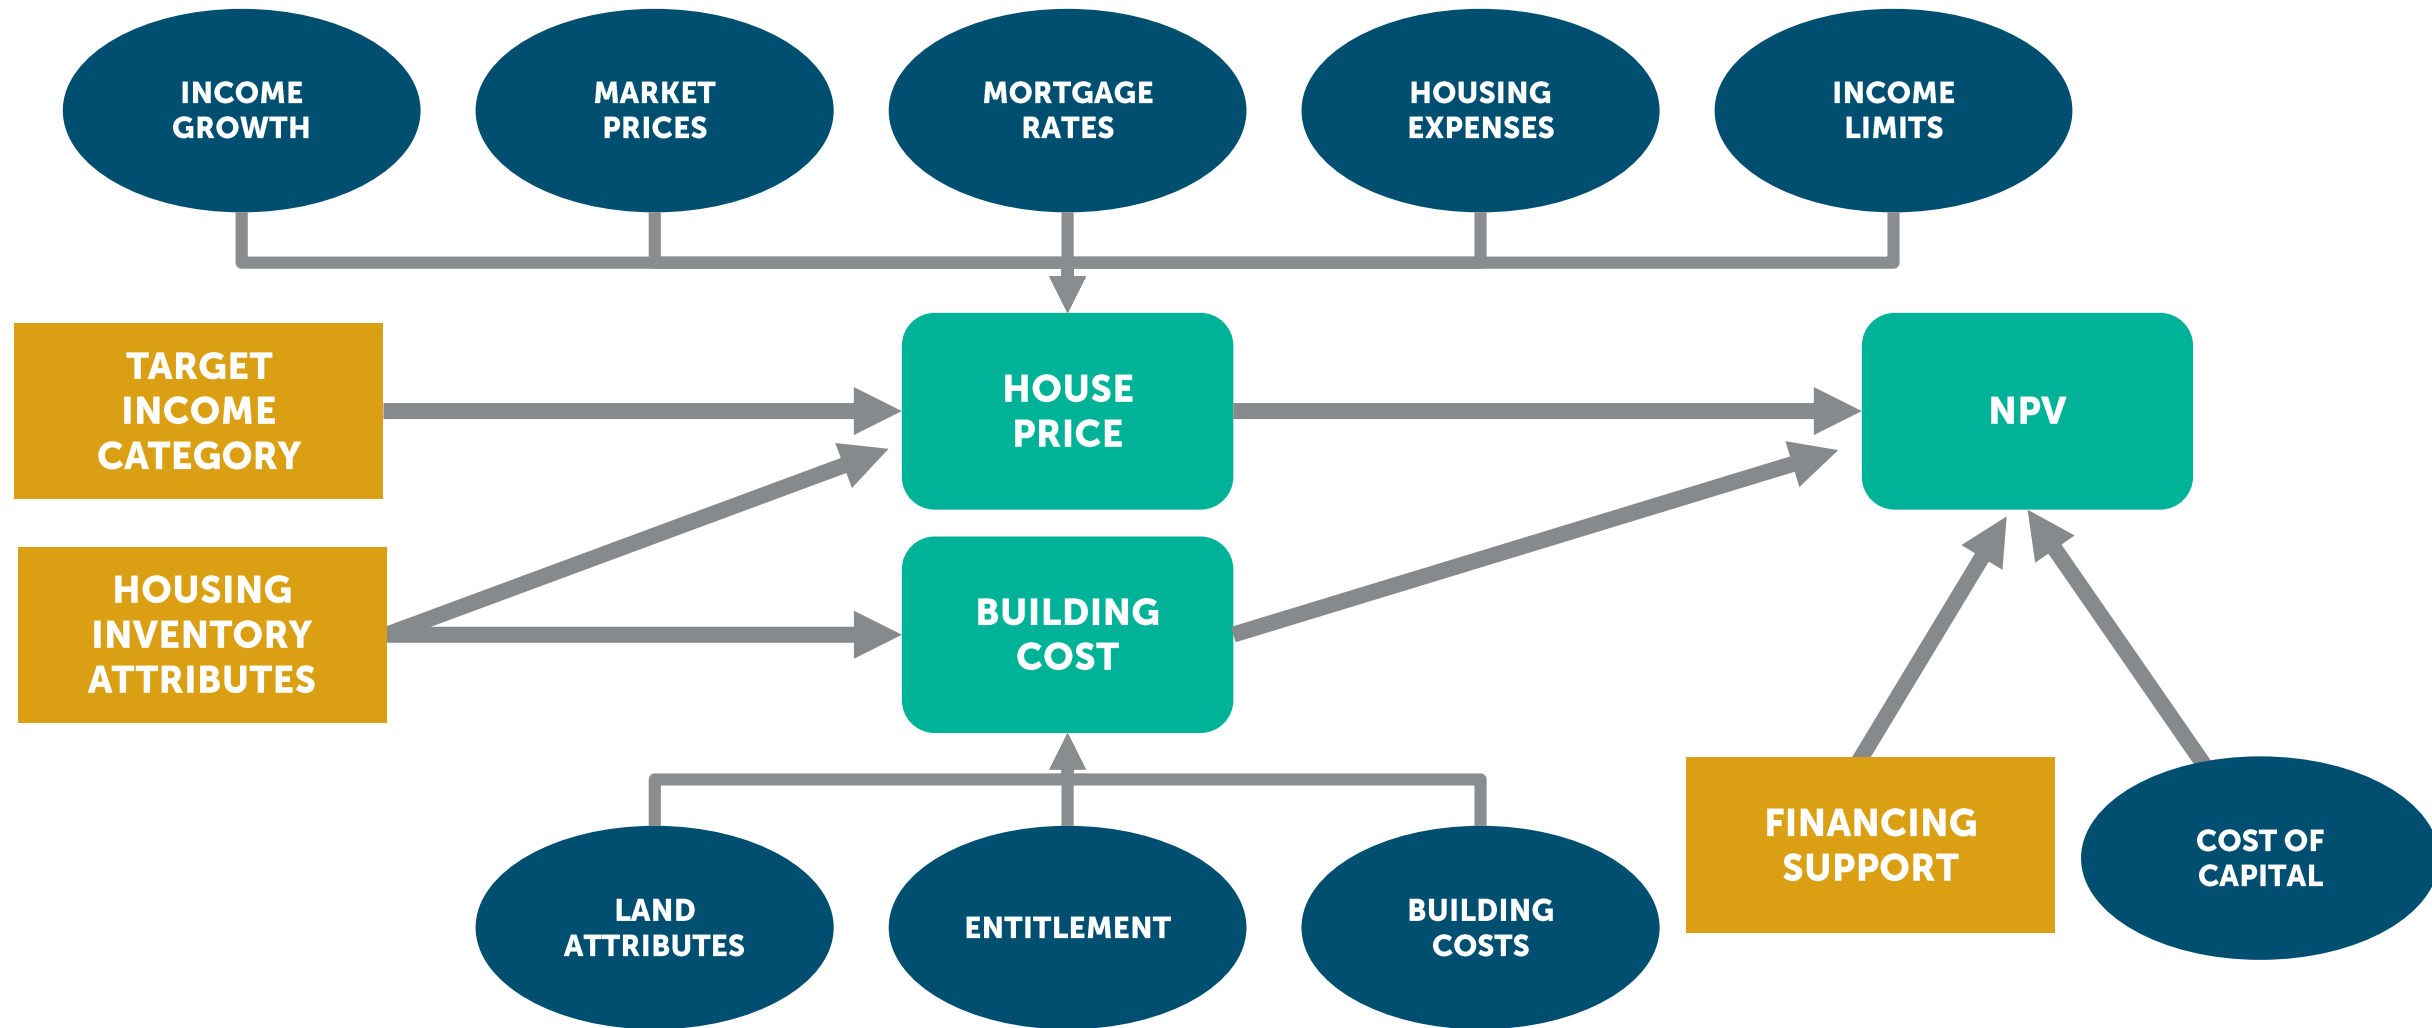 INCOME
GROWTH
MARKET
PRICES
MORTGAGE
RATES
HOUSING
EXPENSES
INCOME
LIMITS
TARGET
INCOME
CATEGORY
HOUSE
PRICE
NPV
HOUSING
INVENTORY
ATTRIBUTES
BUILDING
COST
FINANCING
SUPPORT
COST OF
CAPITAL
LAND
ATTRIBUTES
ENTITLEMENT
BUILDING
COSTS